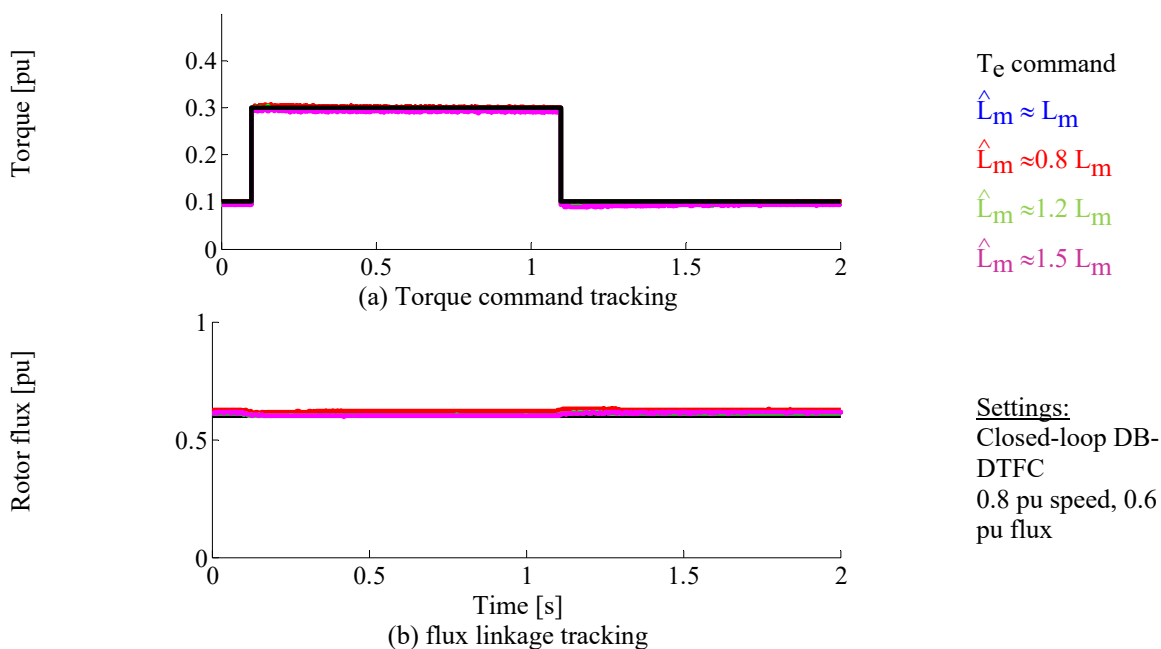 Torque [pu]
0.4
0.3
0.2
0.1
0
0 0.5 1 1.5 2
(a) Torque command tracking
Te command
L̂m ≈ Lm
L̂m ≈0.8 Lm
L̂m ≈1.2 Lm
L̂m ≈1.5 Lm
Rotor flux [pu]
1
0.5
0
0 0.5 1 1.5 2
Time [s]
(b) flux linkage tracking
Settings:
Closed-loop DB-
DTFC
0.8 pu speed, 0.6
pu flux